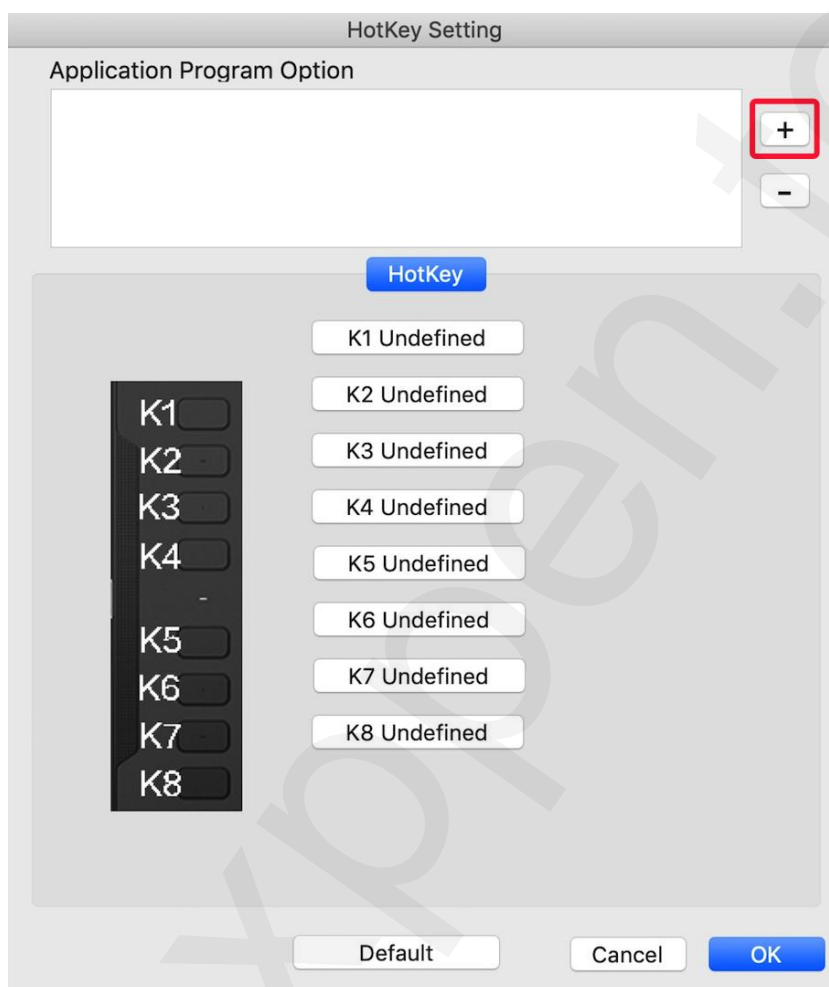 HotKey Setting
Application Program Option
+
-
HotKey
K1 Undefined
K2 Undefined
K3 Undefined
K4 Undefined
K5 Undefined
K6 Undefined
K7 Undefined
K8 Undefined
K1
K2
K3
K4
K5
K6
K7
K8
Default Cancel OK
xppen.